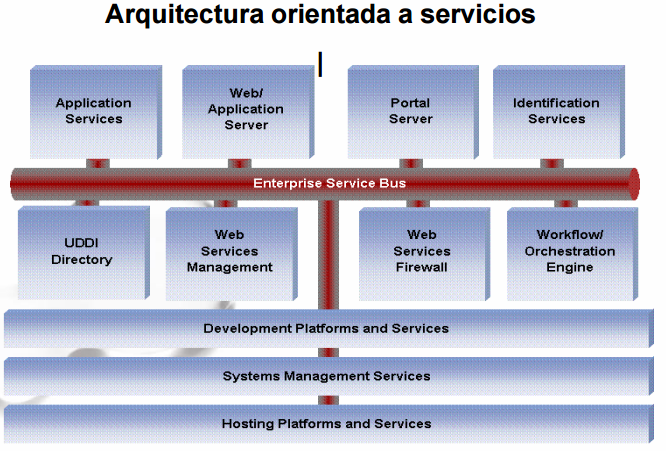 Arquitectura orientada a servicios
Application
Services
Web/
Application
Server
Portal
Server
Identification
Services
Enterprise Service Bus
UDDI
Directory
Web
Services
Management
Web
Services
Firewall
Workflow/
Orchestration
Engine
Development Platforms and Services
Systems Management Services
Hosting Platforms and Services